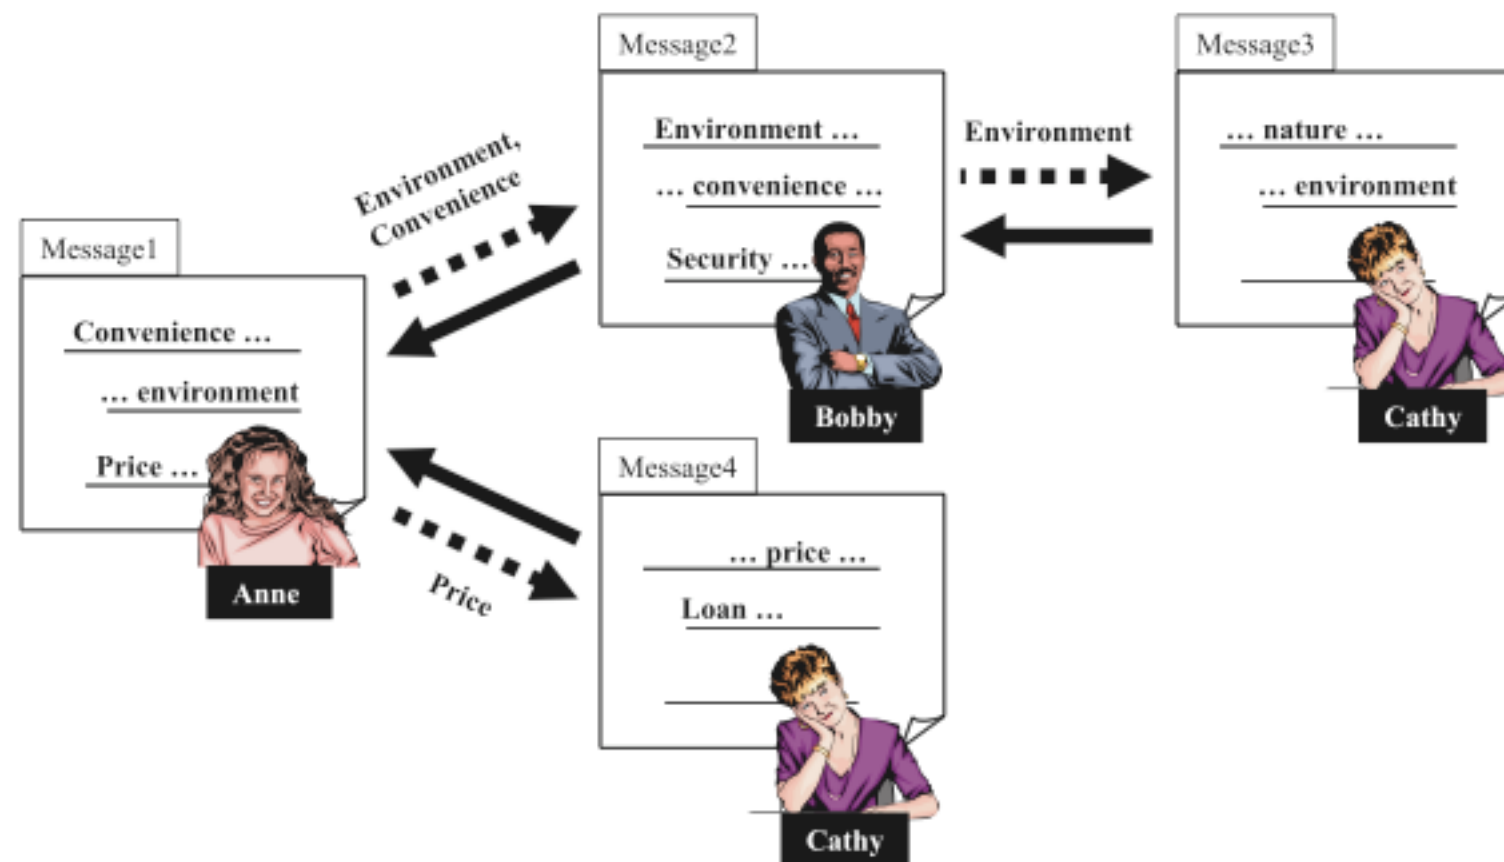 Message1
Convenience ...
... environment
Price ...
Anne
Environment,
Convenience
Price
Message2
Environment ...
... convenience ...
Security ...
Bobby
Environment
Message3
... nature ...
... environment
Cathy
Message4
... price ...
Loan ...
Cathy